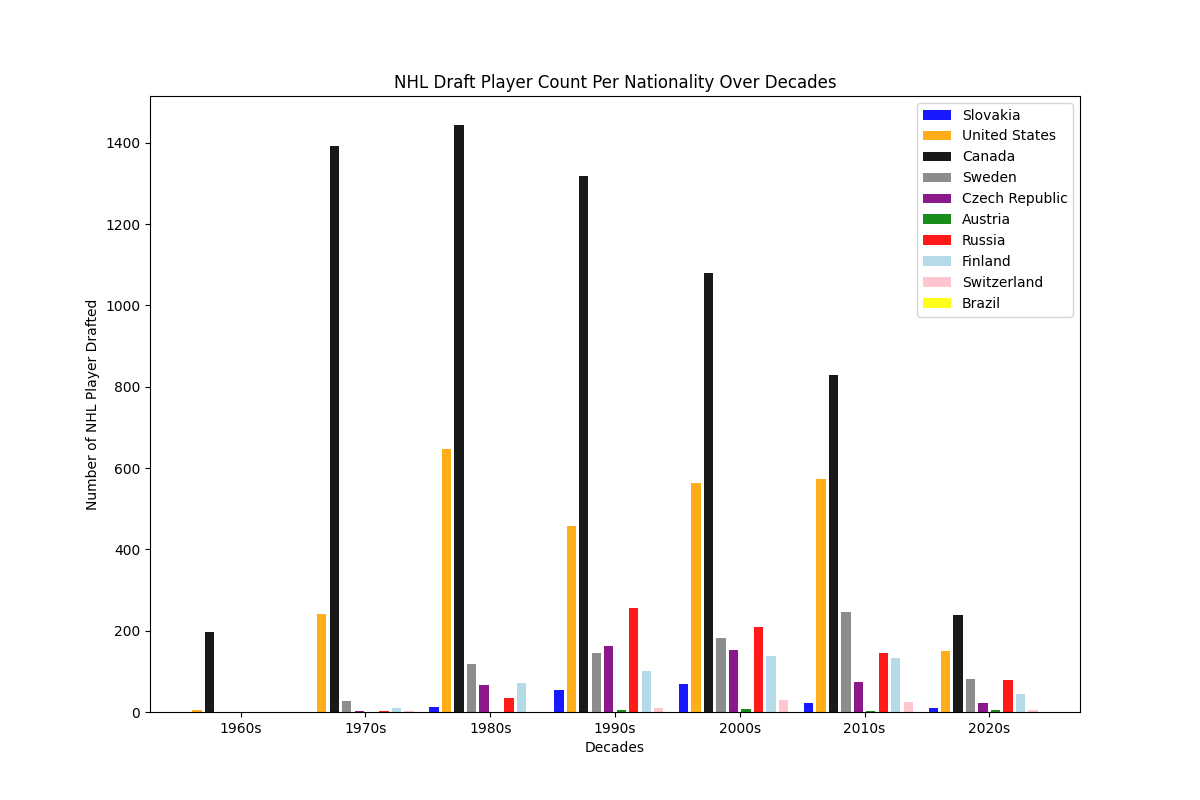 NHL Draft Player Count Per Nationality Over Decades
Slovakia
United States
Canada
Sweden
Czech Republic
Austria
Russia
Finland
Switzerland
Brazil
Number of NHL Player Drafted
1400
1200
1000
800
600
400
200
0
1960s 1970s 1980s 1990s 2000s 2010s 2020s
Decades